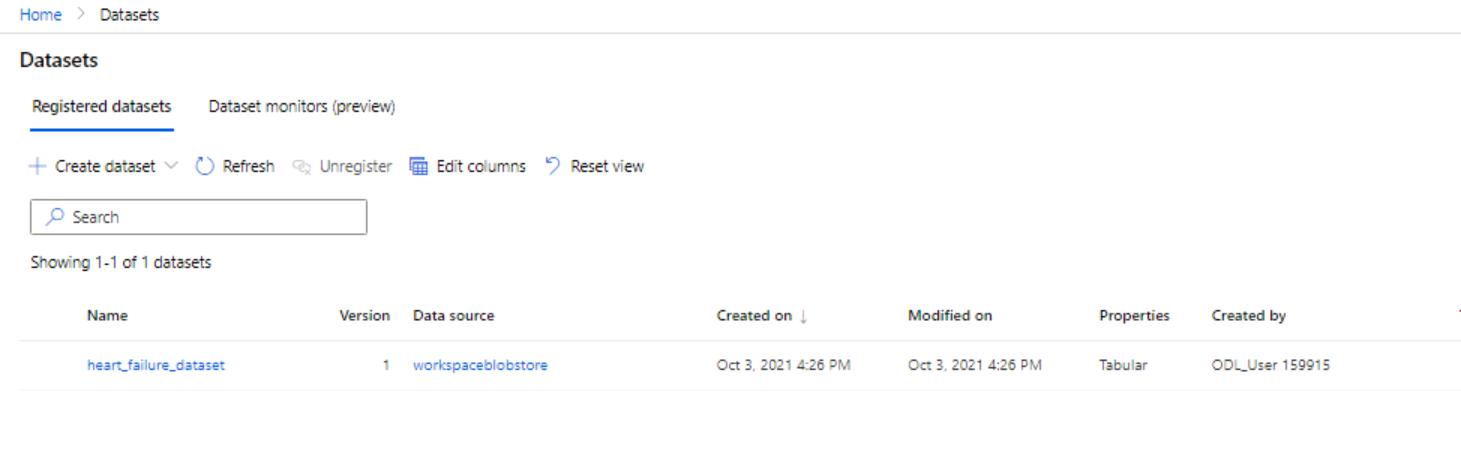 Home > Datasets
Datasets
Registered datasets Dataset monitors (preview)
Create dataset Refresh Unregister Edit columns Reset view
Search
Showing 1-1 of 1 datasets
Name Version Data source Created on ↓ Modified on Properties Created by
heart_failure_dataset 1 workspaceblobstore Oct 3, 2021 4:26 PM Oct 3, 2021 4:26 PM Tabular ODL_User 159915